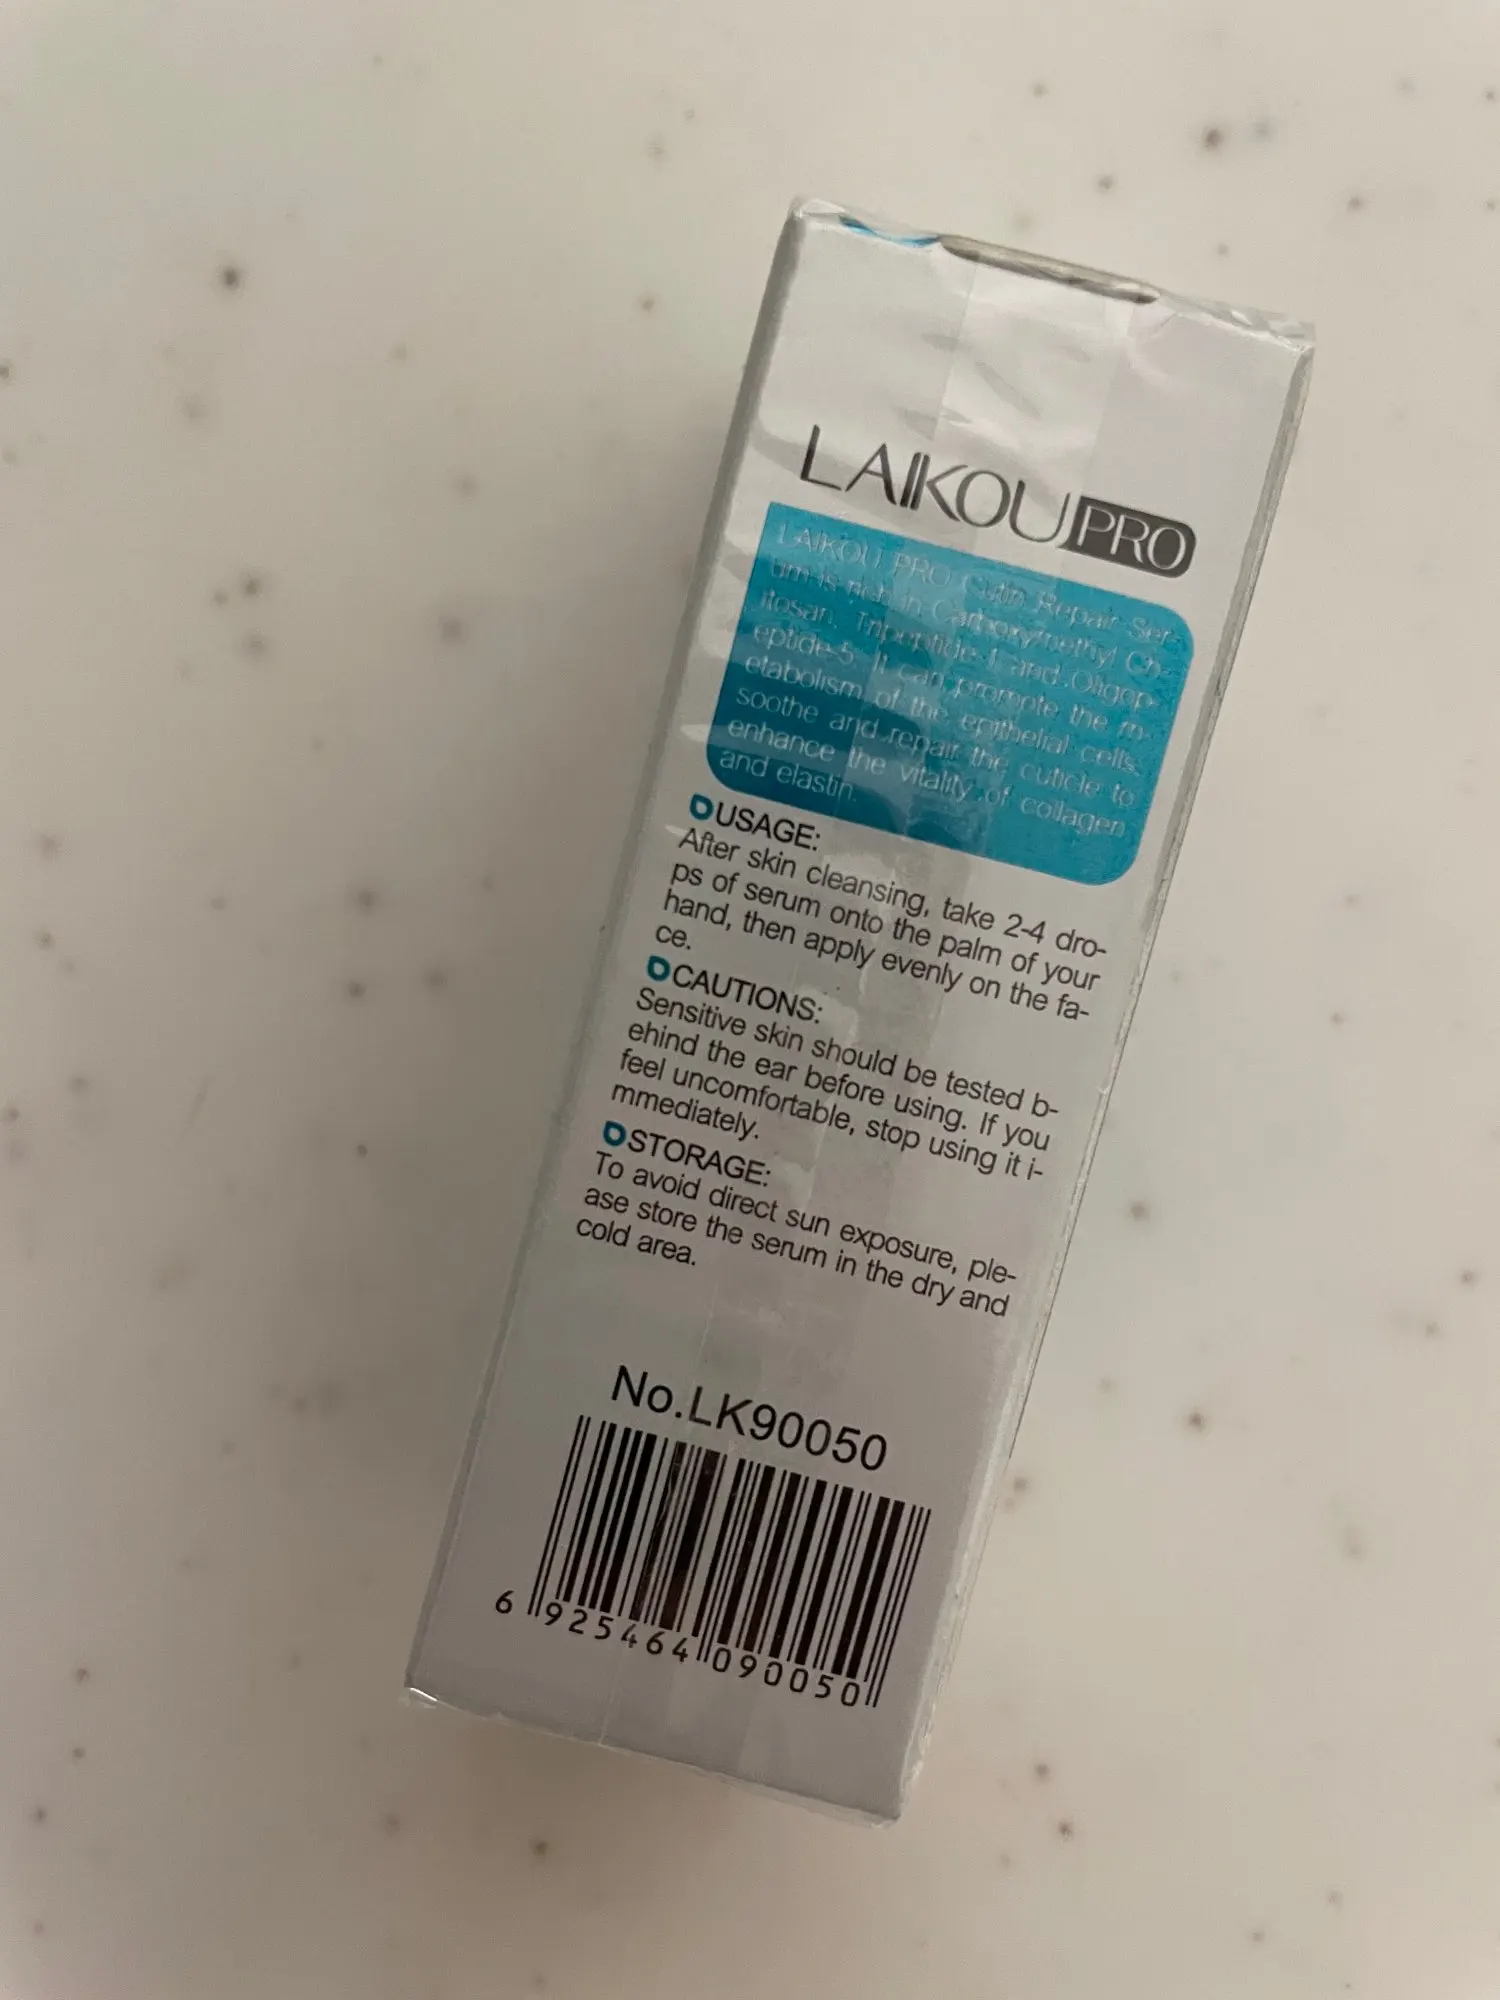 LAIKOU PRO
LAIKOU PRO Cutin Repair Ser-
um is rich in Carboxymethyl Ch-
itosan, Tripeptide-1 and Oligop-
eptide-5. It can promote the m-
etabolism of the epithelial cells,
soothe and repair the cuticle to
enhance the vitality of collagen
and elastin.
USAGE:
After skin cleansing, take 2-4 dro-
ps of serum onto the palm of your
hand, then apply evenly on the fa-
ce.
CAUTIONS:
Sensitive skin should be tested b-
ehind the ear before using. If you
feel uncomfortable, stop using it i-
mmediately.
STORAGE:
To avoid direct sun exposure, ple-
ase store the serum in the dry and
cold area.
No.LK90050
6 925464 090050